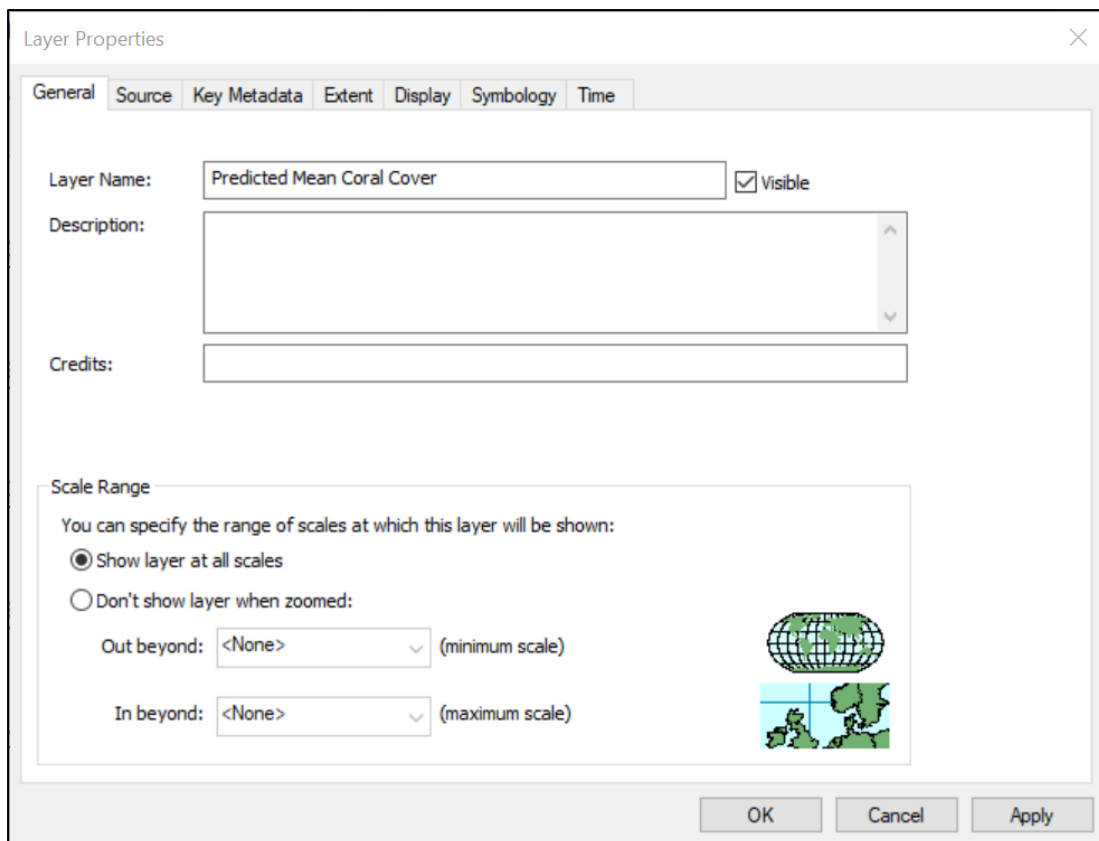 Layer Properties
General Source Key Metadata Extent Display Symbology Time
Layer Name: Predicted Mean Coral Cover Visible
Description:
Credits:
Scale Range
You can specify the range of scales at which this layer will be shown:
Show layer at all scales
Don't show layer when zoomed:
Out beyond: <None> (minimum scale)
In beyond: <None> (maximum scale)
OK Cancel Apply